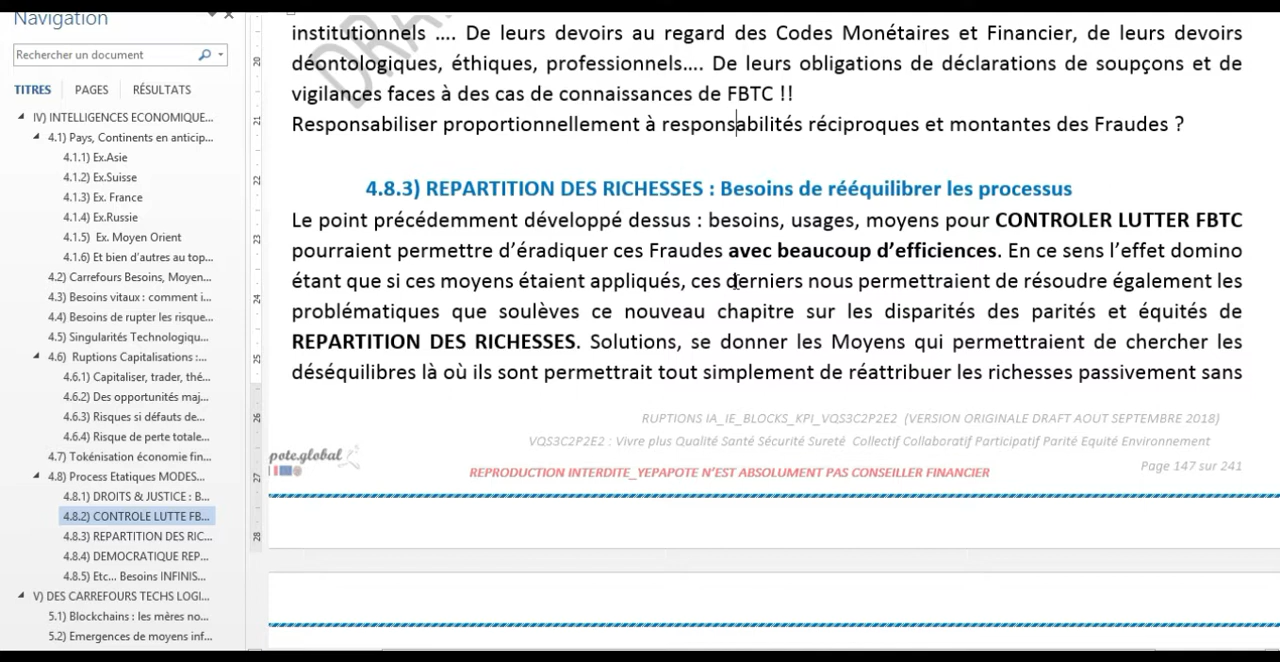 Navigation
Rechercher un document
TITRES PAGES RÉSULTATS
IV) INTELLIGENCES ECONOMIQUE...
4.1) Pays, Continents en anticip...
4.1.1) Ex.Asie
4.1.2) Ex.Suisse
4.1.3) Ex. France
4.1.4) Ex.Russie
4.1.5) Ex. Moyen Orient
4.1.6) Et bien d'autres au top...
4.2) Carrefours Besoins, Moyen...
4.3) Besoins vitaux : comment i...
4.4) Besoins de rupter les risque...
4.5) Singularités Technologiqu...
4.6) Ruptions Capitalisations :...
4.6.1) Capitaliser, trader, thé...
4.6.2) Des opportunités maj...
4.6.3) Risques si défauts de...
4.6.4) Risque de perte totale...
4.7) Tokénisation économie fin...
4.8) Process Etatiques MODES...
4.8.1) DROITS & JUSTICE : B...
4.8.2) CONTROLE LUTTE FB...
4.8.3) REPARTITION DES RIC...
4.8.4) DEMOCRATIQUE REP...
4.8.5) Etc... Besoins INFINIS...
V) DES CARREFOURS TECHS LOGI...
5.1) Blockchains : les mères no...
5.2) Emergences de moyens inf...
20
21
22
23
24
25
26
27
28
DRA
institutionnels .... De leurs devoirs au regard des Codes Monétaires et Financier, de leurs devoirs
déontologiques, éthiques, professionnels.... De leurs obligations de déclarations de soupçons et de
vigilances faces à des cas de connaissances de FBTC !!
Responsabiliser proportionnellement à responsabilités réciproques et montantes des Fraudes ?
4.8.3) REPARTITION DES RICHESSES : Besoins de rééquilibrer les processus
Le point précédemment développé dessus : besoins, usages, moyens pour CONTROLER LUTTER FBTC
pourraient permettre d'éradiquer ces Fraudes avec beaucoup d'efficiences. En ce sens l'effet domino
étant que si ces moyens étaient appliqués, ces derniers nous permettraient de résoudre également les
problématiques que soulèves ce nouveau chapitre sur les disparités des parités et équités de
REPARTITION DES RICHESSES. Solutions, se donner les Moyens qui permettraient de chercher les
déséquilibres là où ils sont permettrait tout simplement de réattribuer les richesses passivement sans
RUPTIONS IA_IE_BLOCKS_KPI_VQS3C2P2E2 (VERSION ORIGINALE DRAFT AOUT SEPTEMBRE 2018)
VQS3C2P2E2 : Vivre plus Qualité Santé Sécurité Sureté Collectif Collaboratif Participatif Parité Equité Environnement
pote.global
REPRODUCTION INTERDITE_YEPAPOTE N'EST ABSOLUMENT PAS CONSEILLER FINANCIER
Page 147 sur 241